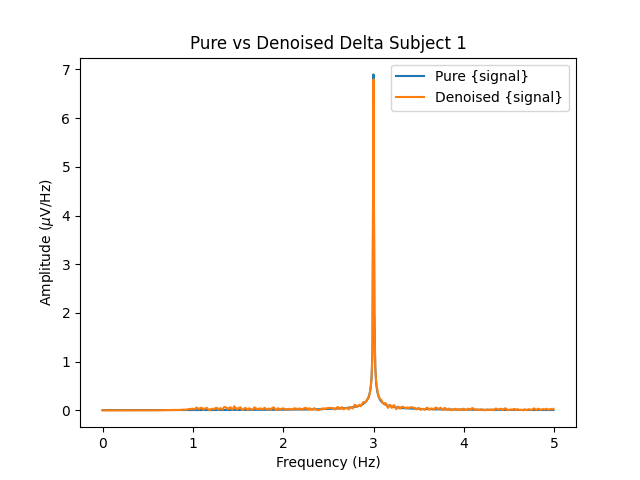 Pure vs Denoised Delta Subject 1
Pure {signal}
Denoised {signal}
7
6
5
4
3
2
1
0
Amplitude (μV/Hz)
0 1 2 3 4 5
Frequency (Hz)